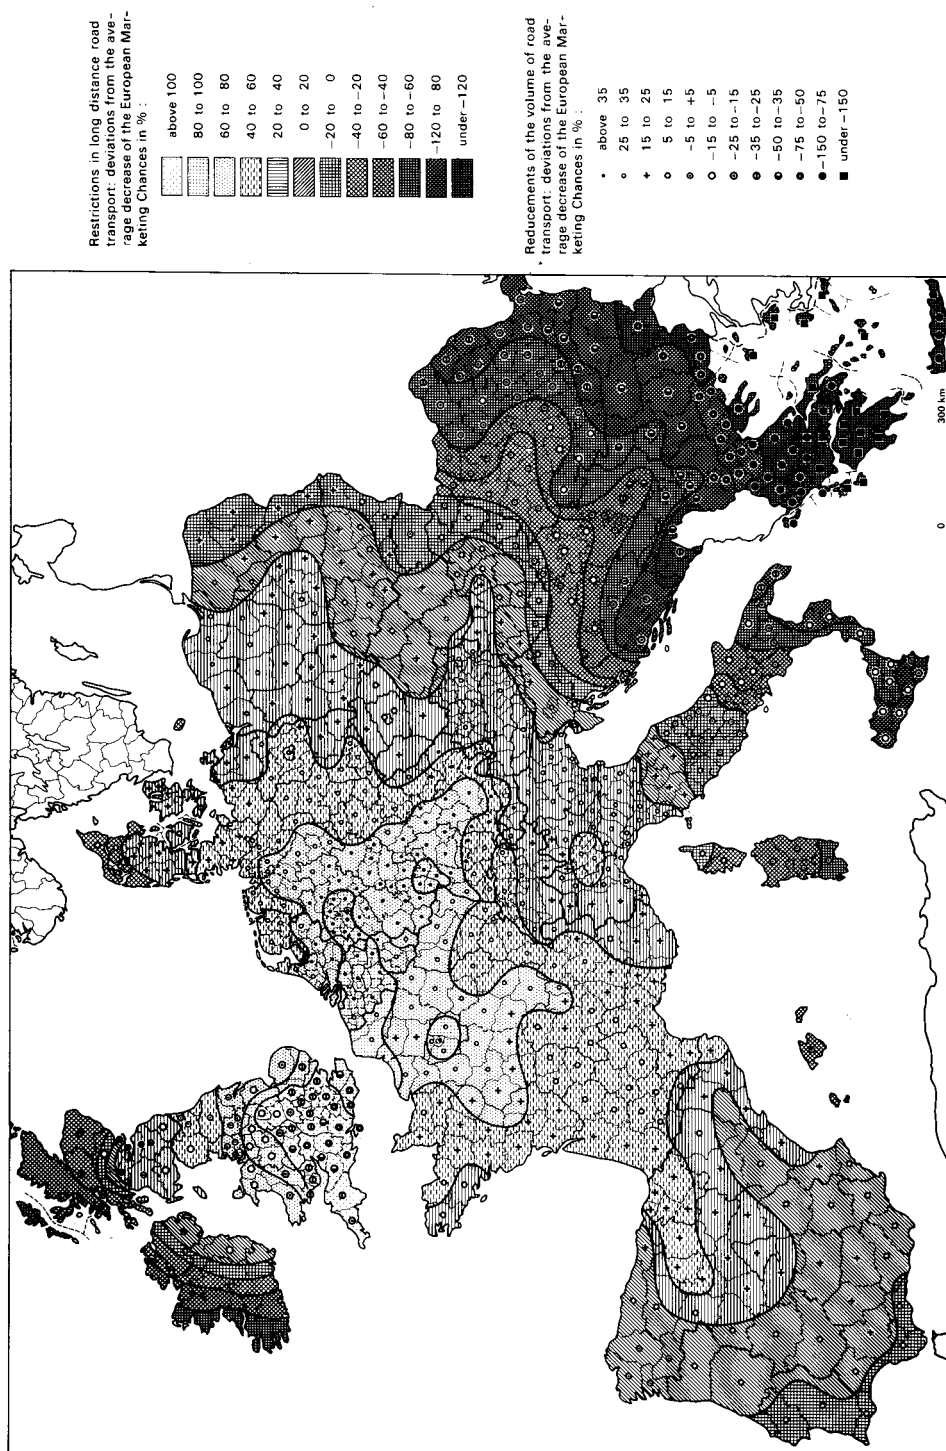 Restrictions in long distance road
transport: deviations from the ave-
rage decrease of the European Mar-
keting Chances in % :
above 100
80 to 100
60 to 80
40 to 60
20 to 40
0 to 20
−20 to 0
−40 to −20
−60 to −40
−80 to −60
−120 to 80
under −120
Reducements of the volume of road
transport: deviations from the ave-
rage decrease of the European Mar-
keting Chances in % :
above 35
25 to 35
15 to 25
5 to 15
−5 to +5
−15 to −5
−25 to −15
−35 to −25
−50 to −35
−75 to −50
−150 to −75
under −150
0 300 km